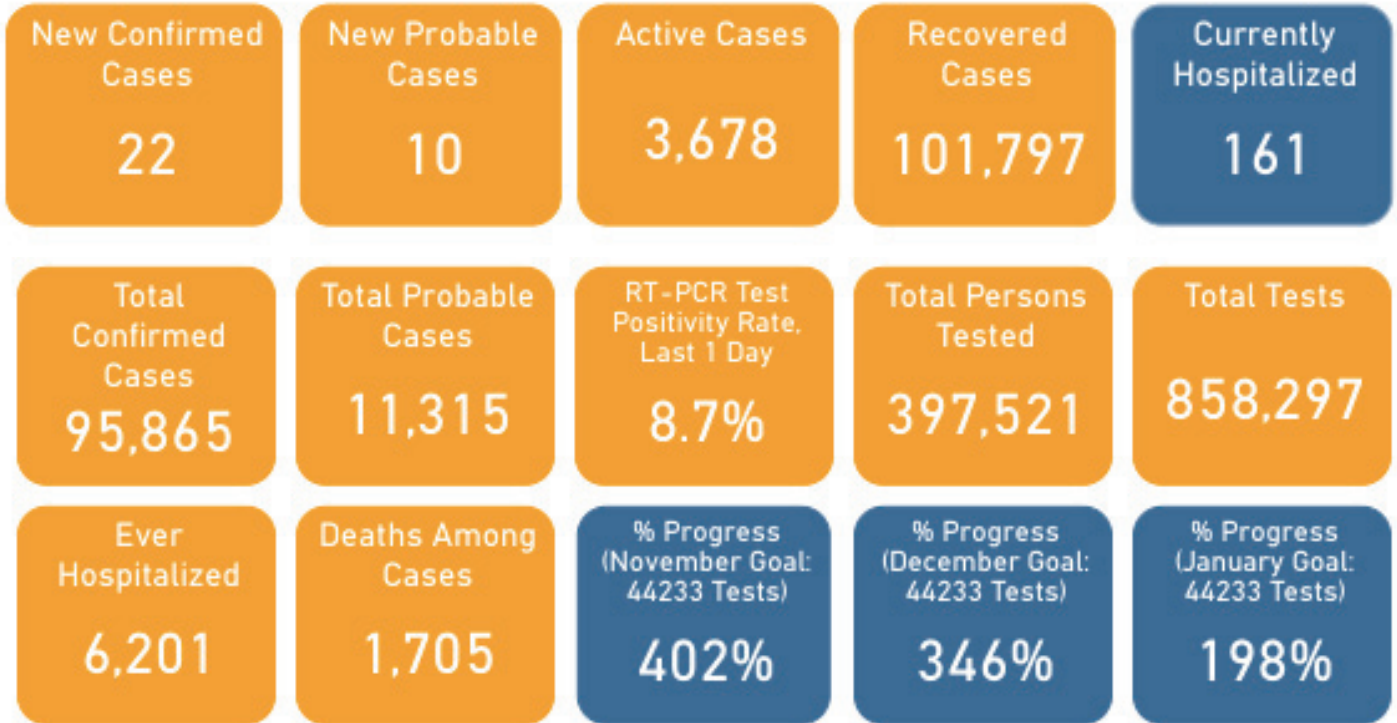 New Confirmed
Cases
22
New Probable
Cases
10
Active Cases
3,678
Recovered
Cases
101,797
Currently
Hospitalized
161
Total
Confirmed
Cases
95,865
Total Probable
Cases
11,315
RT-PCR Test
Positivity Rate,
Last 1 Day
8.7%
Total Persons
Tested
397,521
Total Tests
858,297
Ever
Hospitalized
6,201
Deaths Among
Cases
1,705
% Progress
(November Goal:
44233 Tests)
402%
% Progress
(December Goal:
44233 Tests)
346%
% Progress
(January Goal:
44233 Tests)
198%